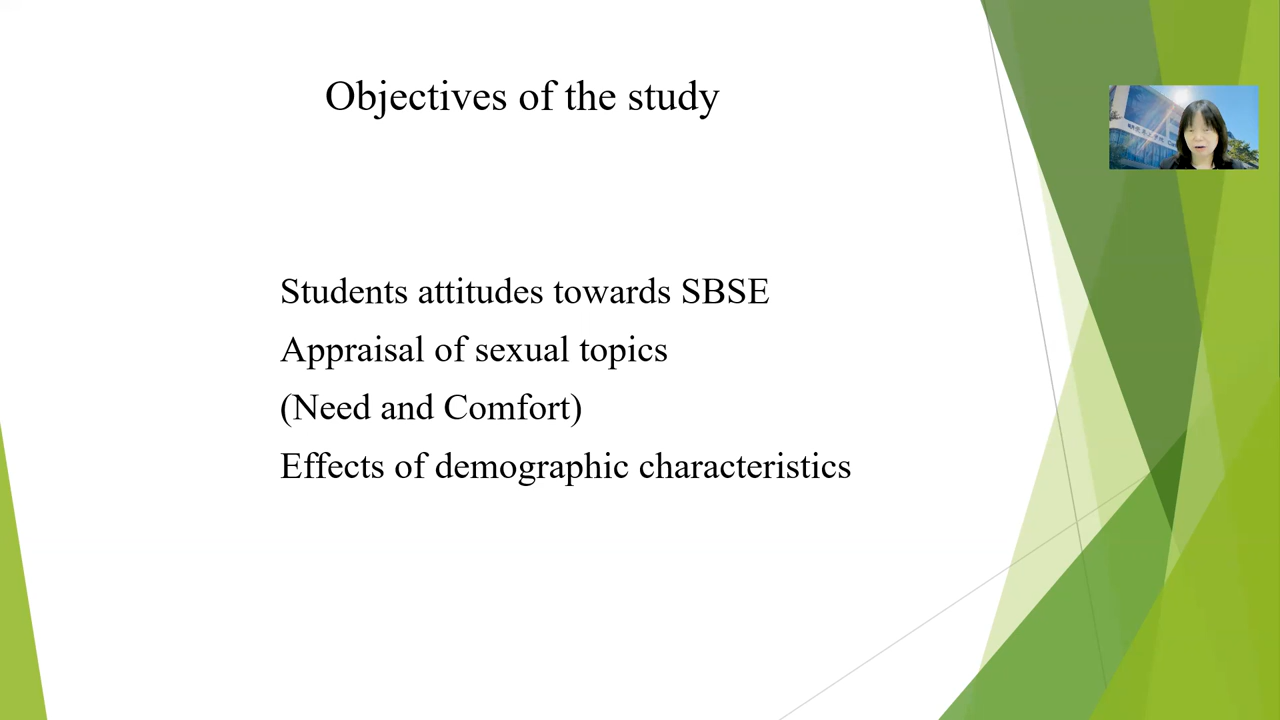 Objectives of the study
Students attitudes towards SBSE
Appraisal of sexual topics
(Need and Comfort)
Effects of demographic characteristics